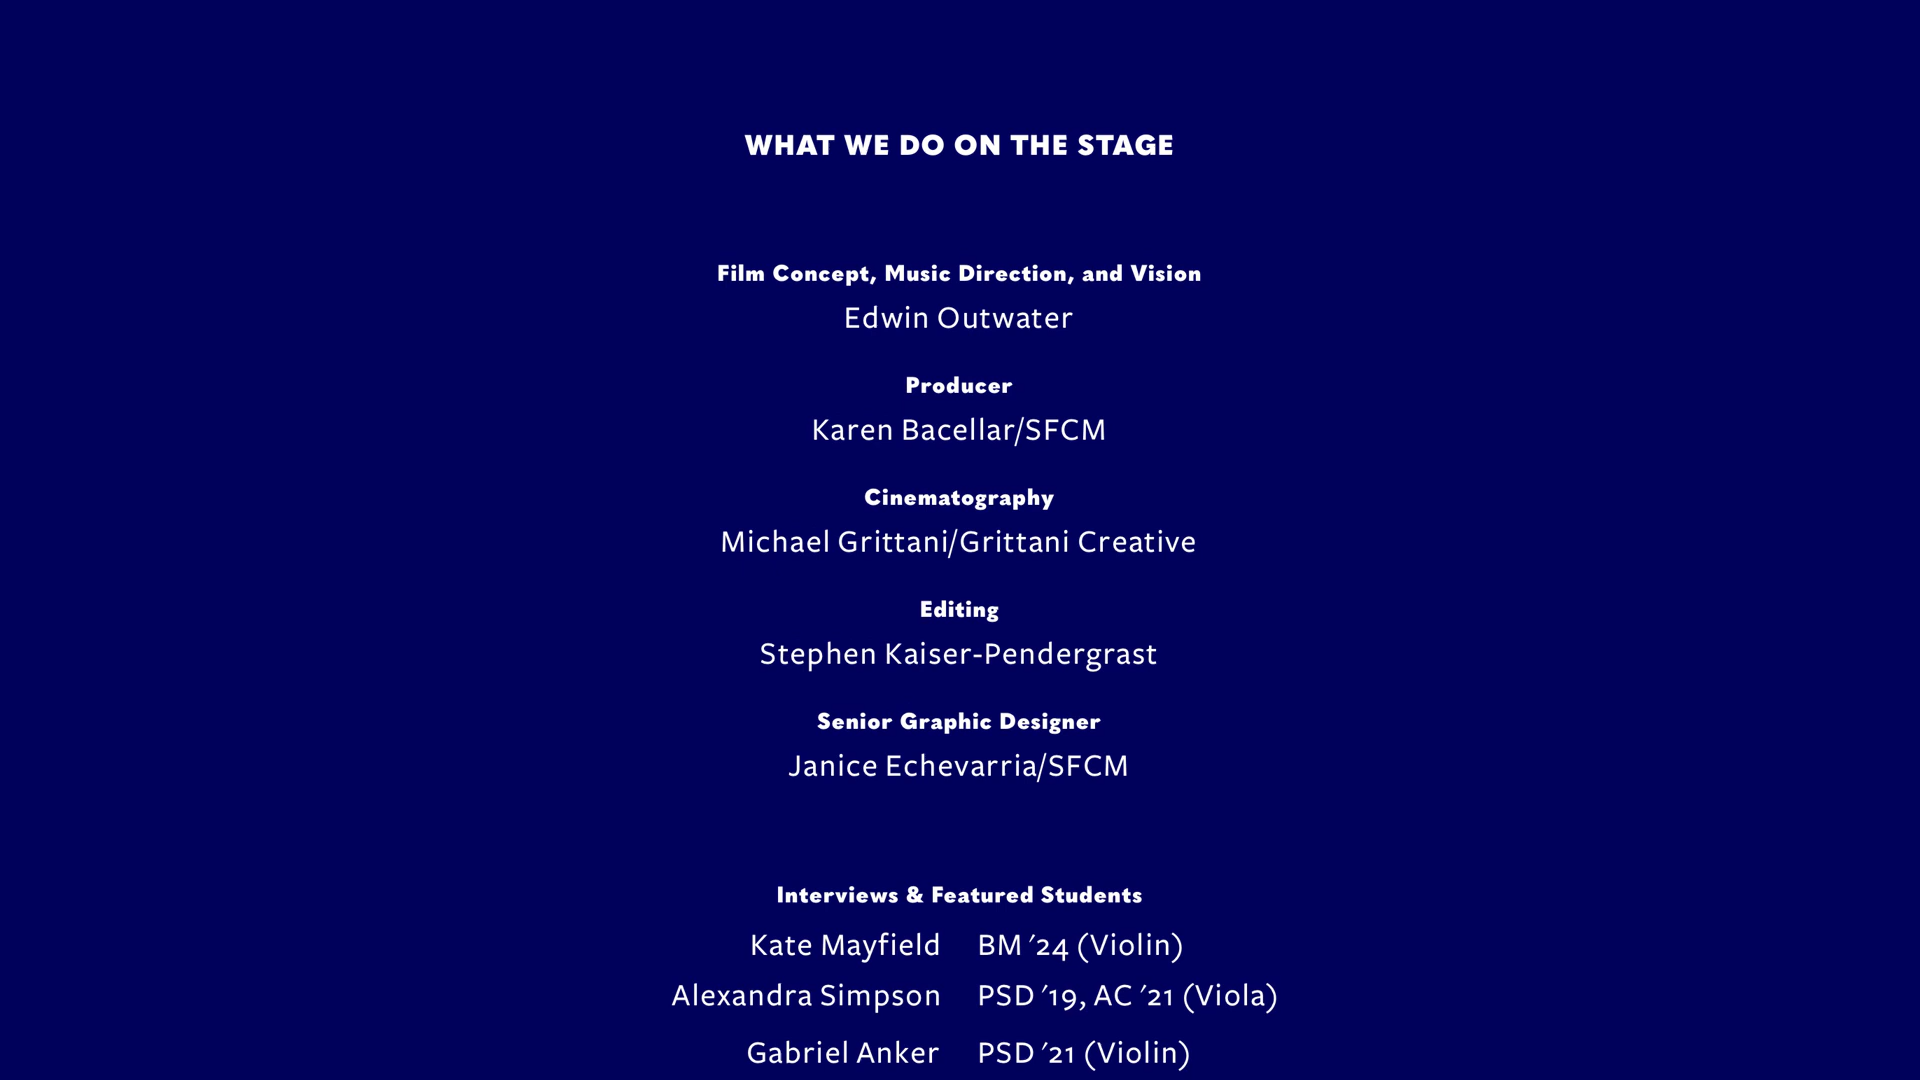 WHAT WE DO ON THE STAGE
Film Concept, Music Direction, and Vision
Edwin Outwater
Producer
Karen Bacellar/SFCM
Cinematography
Michael Grittani/Grittani Creative
Editing
Stephen Kaiser-Pendergrast
Senior Graphic Designer
Janice Echevarria/SFCM
Interviews & Featured Students
Kate Mayfield BM ′24 (Violin)
Alexandra Simpson PSD ′19, AC ′21 (Viola)
Gabriel Anker PSD ′21 (Violin)